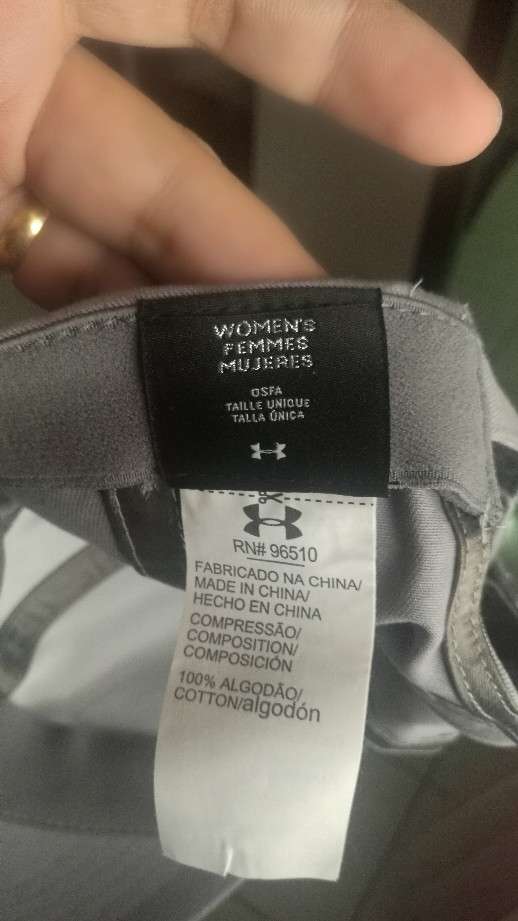 WOMEN'S
FEMMES
MUJERES
OSFA
TAILLE UNIQUE
TALLA ÚNICA
RN# 96510
FABRICADO NA CHINA/
MADE IN CHINA/
HECHO EN CHINA
COMPRESSÃO/
COMPOSITION/
COMPOSICIÓN
100% ALGODÃO/
COTTON/algodón